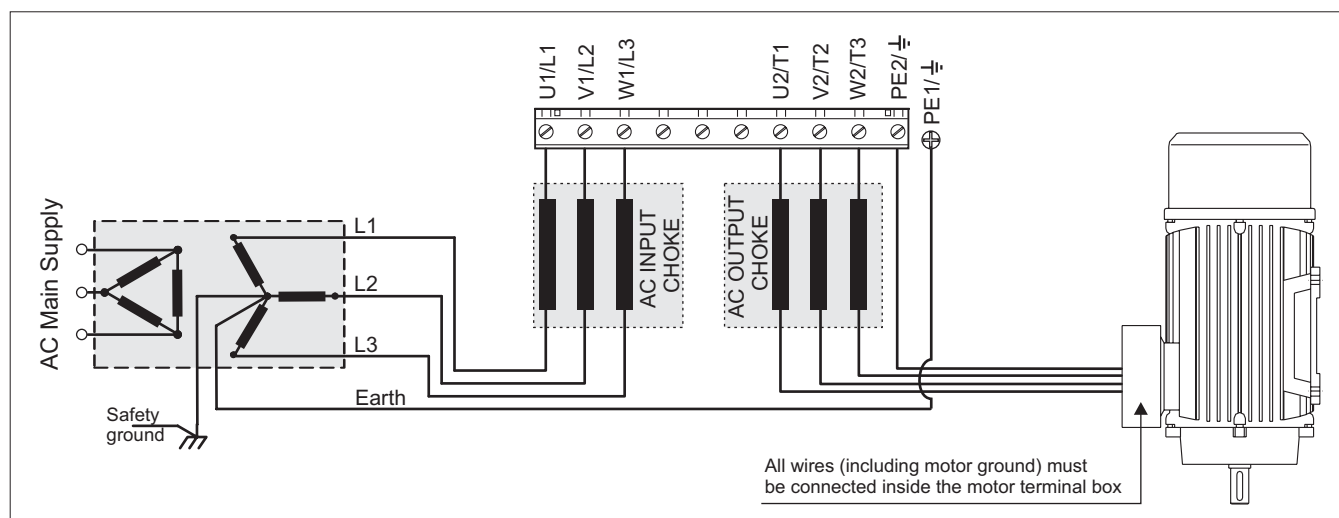 U1/L1
V1/L2
W1/L3
U2/T1
V2/T2
W2/T3
PE2/⏚
PE1/⏚
AC INPUT
CHOKE
AC OUTPUT
CHOKE
AC Main Supply
L1
L2
L3
Earth
Safety
ground
All wires (including motor ground) must
be connected inside the motor terminal box